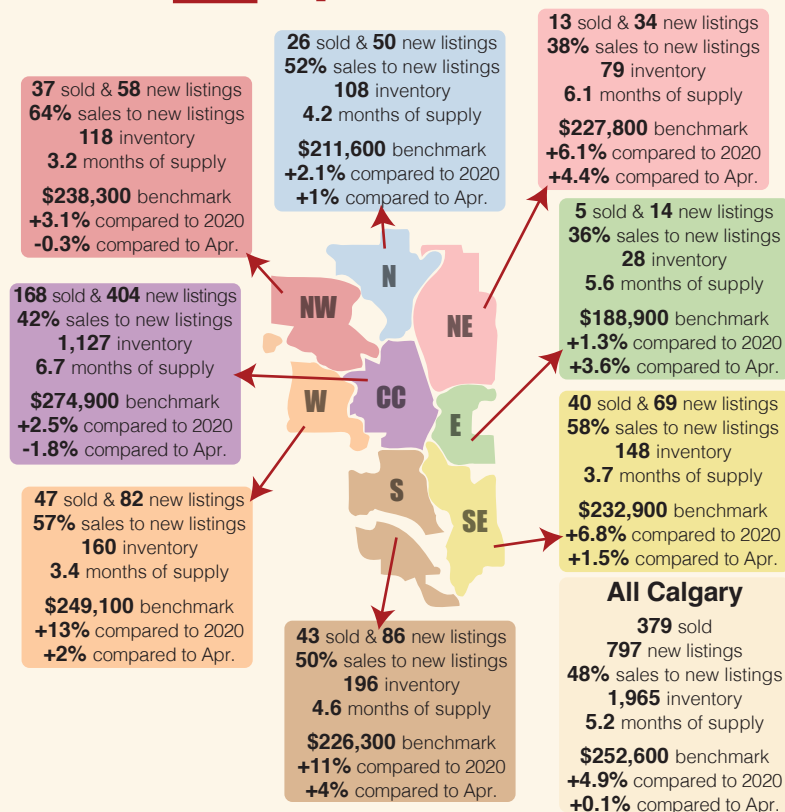 26 sold & 50 new listings
52% sales to new listings
108 inventory
4.2 months of supply
$211,600 benchmark
+2.1% compared to 2020
+1% compared to Apr.
13 sold & 34 new listings
38% sales to new listings
79 inventory
6.1 months of supply
$227,800 benchmark
+6.1% compared to 2020
+4.4% compared to Apr.
37 sold & 58 new listings
64% sales to new listings
118 inventory
3.2 months of supply
$238,300 benchmark
+3.1% compared to 2020
-0.3% compared to Apr.
5 sold & 14 new listings
36% sales to new listings
28 inventory
5.6 months of supply
$188,900 benchmark
+1.3% compared to 2020
+3.6% compared to Apr.
N
NW
NE
168 sold & 404 new listings
42% sales to new listings
1,127 inventory
6.7 months of supply
$274,900 benchmark
+2.5% compared to 2020
-1.8% compared to Apr.
W
CC
E
40 sold & 69 new listings
58% sales to new listings
148 inventory
3.7 months of supply
$232,900 benchmark
+6.8% compared to 2020
+1.5% compared to Apr.
S
SE
47 sold & 82 new listings
57% sales to new listings
160 inventory
3.4 months of supply
$249,100 benchmark
+13% compared to 2020
+2% compared to Apr.
43 sold & 86 new listings
50% sales to new listings
196 inventory
4.6 months of supply
$226,300 benchmark
+11% compared to 2020
+4% compared to Apr.
All Calgary
379 sold
797 new listings
48% sales to new listings
1,965 inventory
5.2 months of supply
$252,600 benchmark
+4.9% compared to 2020
+0.1% compared to Apr.